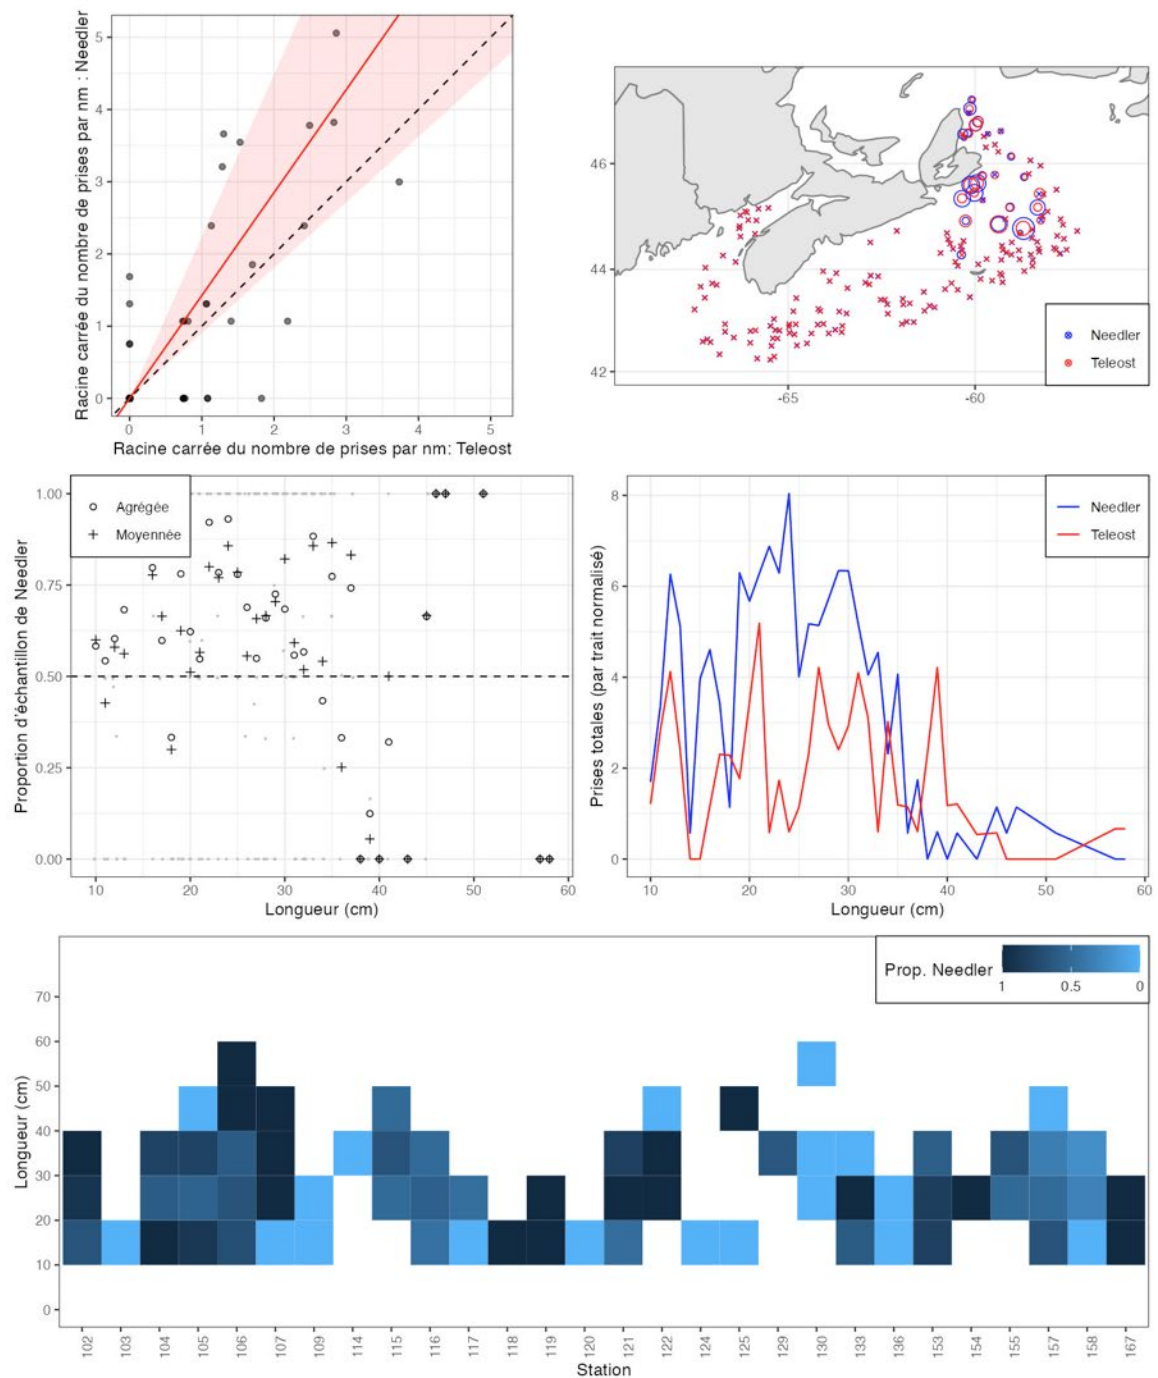 Racine carrée du nombre de prises par nm : Needler
5
4
3
2
1
0
0 1 2 3 4 5
Racine carrée du nombre de prises par nm: Teleost
46
44
42
-65 -60
Needler
Teleost
Proportion d'échantillon de Needler
1.00
0.75
0.50
0.25
0.00
Agrégée
Moyennée
10 20 30 40 50 60
Longueur (cm)
Prises totales (par trait normalisé)
8
6
4
2
0
Needler
Teleost
10 20 30 40 50 60
Longueur (cm)
Prop. Needler
1 0.5 0
Longueur (cm)
70
60
50
40
30
20
10
0
102 103 104 105 106 107 109 114 115 116 117 118 119 120 121 122 124 125 129 130 133 136 153 154 155 157 158 167
Station